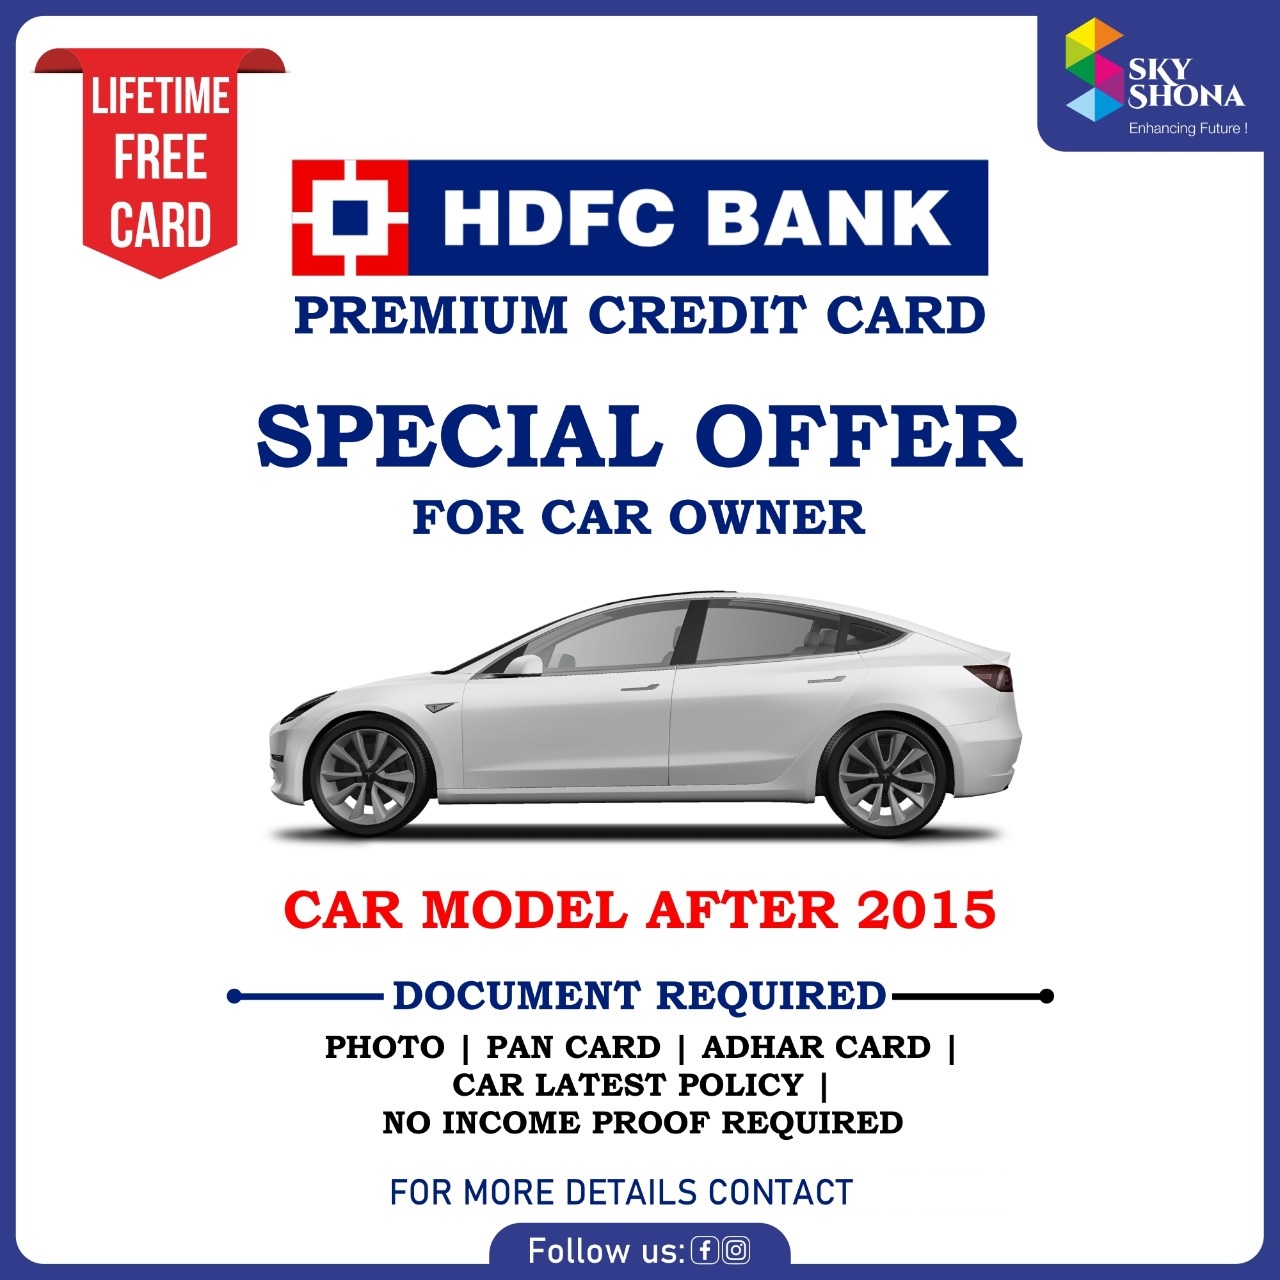 LIFETIME
FREE
CARD
SKY
SHONA
Enhancing Future !
HDFC BANK
PREMIUM CREDIT CARD
SPECIAL OFFER
FOR CAR OWNER
CAR MODEL AFTER 2015
DOCUMENT REQUIRED
PHOTO | PAN CARD | ADHAR CARD |
CAR LATEST POLICY |
NO INCOME PROOF REQUIRED
FOR MORE DETAILS CONTACT
Follow us: